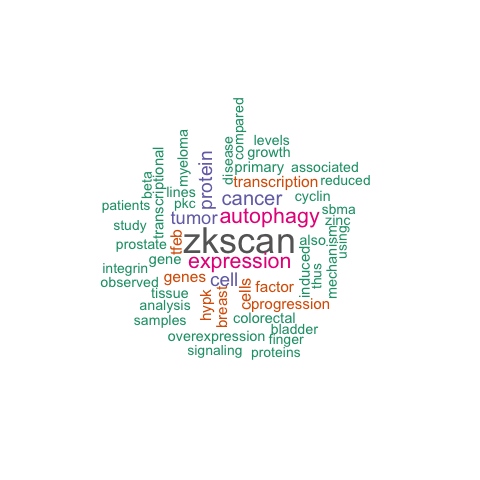 compared
levels
myeloma
disease
growth
transcriptional
protein
primary
associated
beta
transcription
reduced
lines
cancer
cyclin
patients
pkc
tumor
autophagy
sbma
study
zinc
zkscan
also
using
prostate
tfeb
mechanism
gene
expression
integrin
induced
thus
observed
genes
cell
cells
factor
tissue
hypk
breast
progression
analysis
samples
colorectal
bladder
overexpression
finger
signaling
proteins